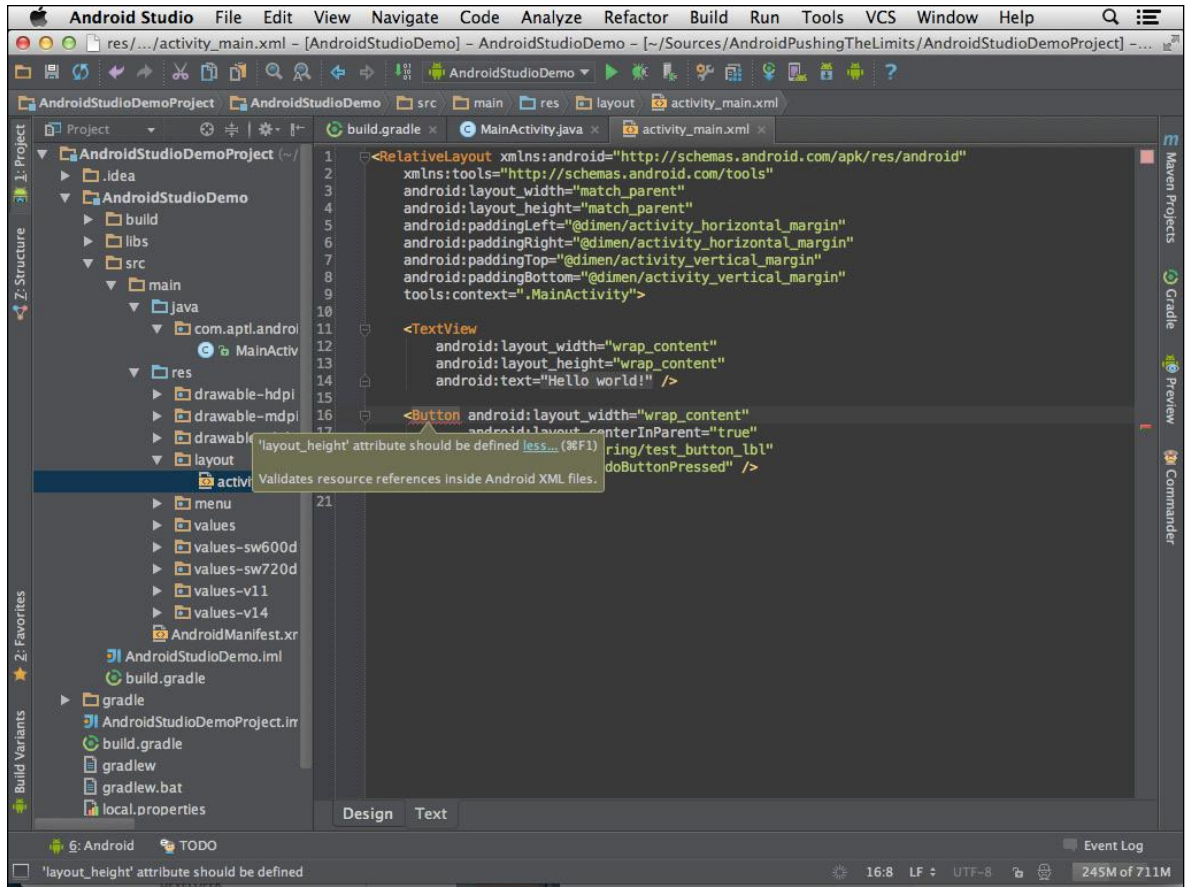 Android Studio File Edit View Navigate Code Analyze Refactor Build Run Tools VCS Window Help
res/.../activity_main.xml – [AndroidStudioDemo] – AndroidStudioDemo – [~/Sources/AndroidPushingTheLimits/AndroidStudioDemoProject] –...
AndroidStudioDemo
AndroidStudioDemoProject AndroidStudioDemo src main res layout activity_main.xml
Project
build.gradle MainActivity.java activity_main.xml
1: Project
Z: Structure
2: Favorites
Build Variants
AndroidStudioDemoProject (~/
.idea
AndroidStudioDemo
build
libs
src
main
java
com.aptl.androi
MainActiv
res
drawable-hdpi
drawable-mdpi
drawabl
layout
activi
menu
values
values-sw600d
values-sw720d
values-v11
values-v14
AndroidManifest.xr
AndroidStudioDemo.iml
build.gradle
gradle
AndroidStudioDemoProject.im
build.gradle
gradlew
gradlew.bat
local.properties
1 <RelativeLayout xmlns:android="http://schemas.android.com/apk/res/android"
2 xmlns:tools="http://schemas.android.com/tools"
3 android:layout_width="match_parent"
4 android:layout_height="match_parent"
5 android:paddingLeft="@dimen/activity_horizontal_margin"
6 android:paddingRight="@dimen/activity_horizontal_margin"
7 android:paddingTop="@dimen/activity_vertical_margin"
8 android:paddingBottom="@dimen/activity_vertical_margin"
9 tools:context=".MainActivity">
10
11 <TextView
12 android:layout_width="wrap_content"
13 android:layout_height="wrap_content"
14 android:text="Hello world!" />
15
16 <Button android:layout_width="wrap_content"
17 android:layout_centerInParent="true"
ring/test_button_lbl"
doButtonPressed" />
21
'layout_height' attribute should be defined less... (⌘F1)
Validates resource references inside Android XML files.
Design Text
m Maven Projects
Gradle
Preview
Commander
6: Android TODO Event Log
'layout_height' attribute should be defined 16:8 LF UTF-8 245M of 711M